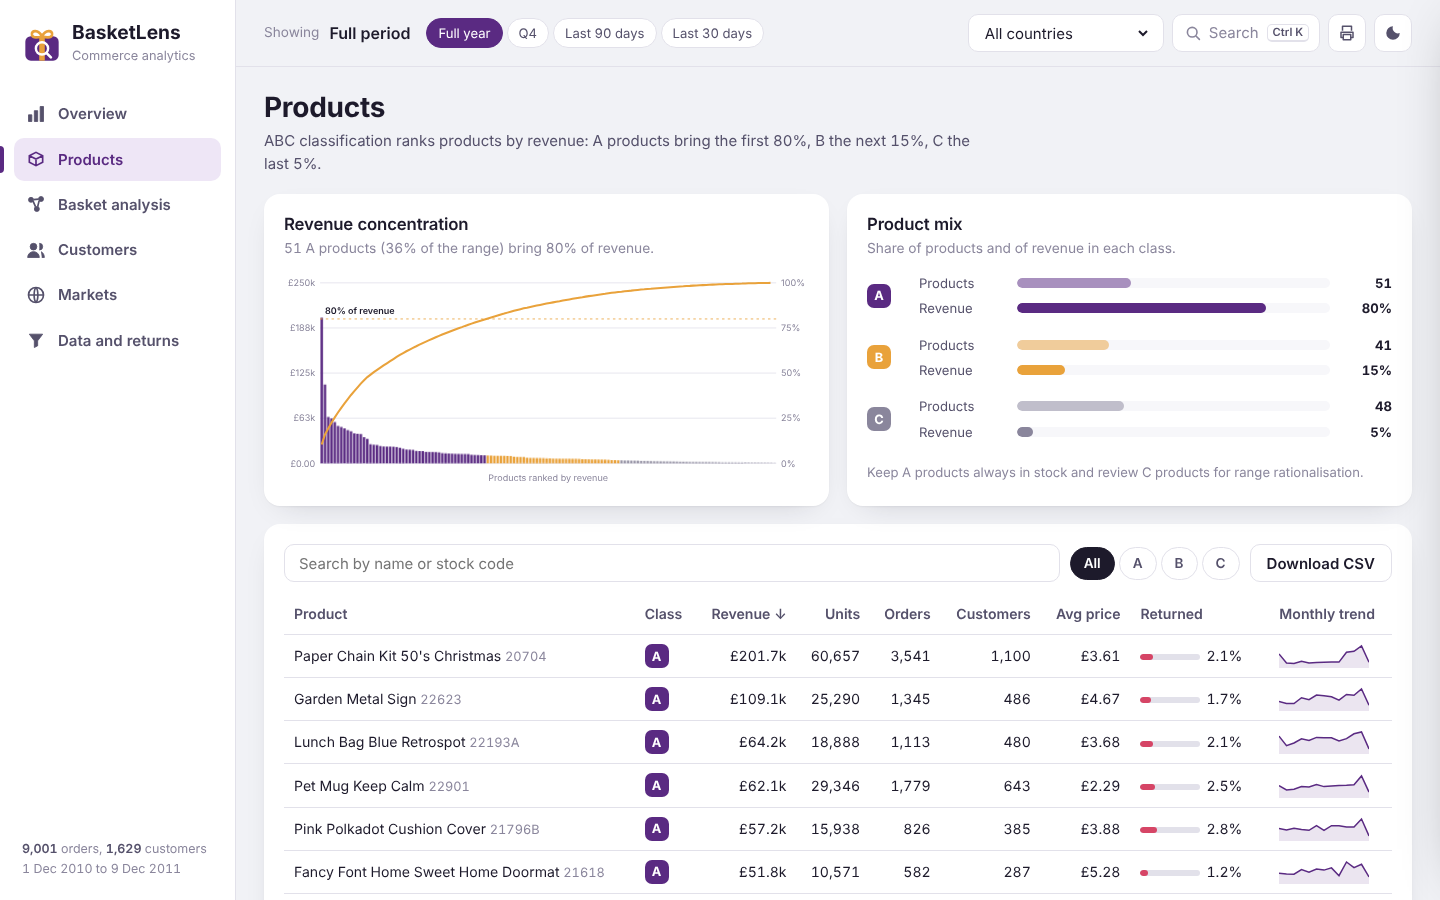 BasketLens
Commerce analytics
Overview
Products
Basket analysis
Customers
Markets
Data and returns
9,001 orders, 1,629 customers
1 Dec 2010 to 9 Dec 2011
Showing Full period Full year Q4 Last 90 days Last 30 days All countries Search Ctrl K
Products
ABC classification ranks products by revenue: A products bring the first 80%, B the next 15%, C the
last 5%.
Revenue concentration
51 A products (36% of the range) bring 80% of revenue.
£250k 100%
80% of revenue
£188k 75%
£125k 50%
£63k 25%
£0.00 0%
Products ranked by revenue
Product mix
Share of products and of revenue in each class.
A
Products 51
Revenue 80%
B
Products 41
Revenue 15%
C
Products 48
Revenue 5%
Keep A products always in stock and review C products for range rationalisation.
Search by name or stock code All A B C Download CSV
Product Class Revenue ↓ Units Orders Customers Avg price Returned Monthly trend
Paper Chain Kit 50's Christmas 20704 A £201.7k 60,657 3,541 1,100 £3.61 2.1%
Garden Metal Sign 22623 A £109.1k 25,290 1,345 486 £4.67 1.7%
Lunch Bag Blue Retrospot 22193A A £64.2k 18,888 1,113 480 £3.68 2.1%
Pet Mug Keep Calm 22901 A £62.1k 29,346 1,779 643 £2.29 2.5%
Pink Polkadot Cushion Cover 21796B A £57.2k 15,938 826 385 £3.88 2.8%
Fancy Font Home Sweet Home Doormat 21618 A £51.8k 10,571 582 287 £5.28 1.2%